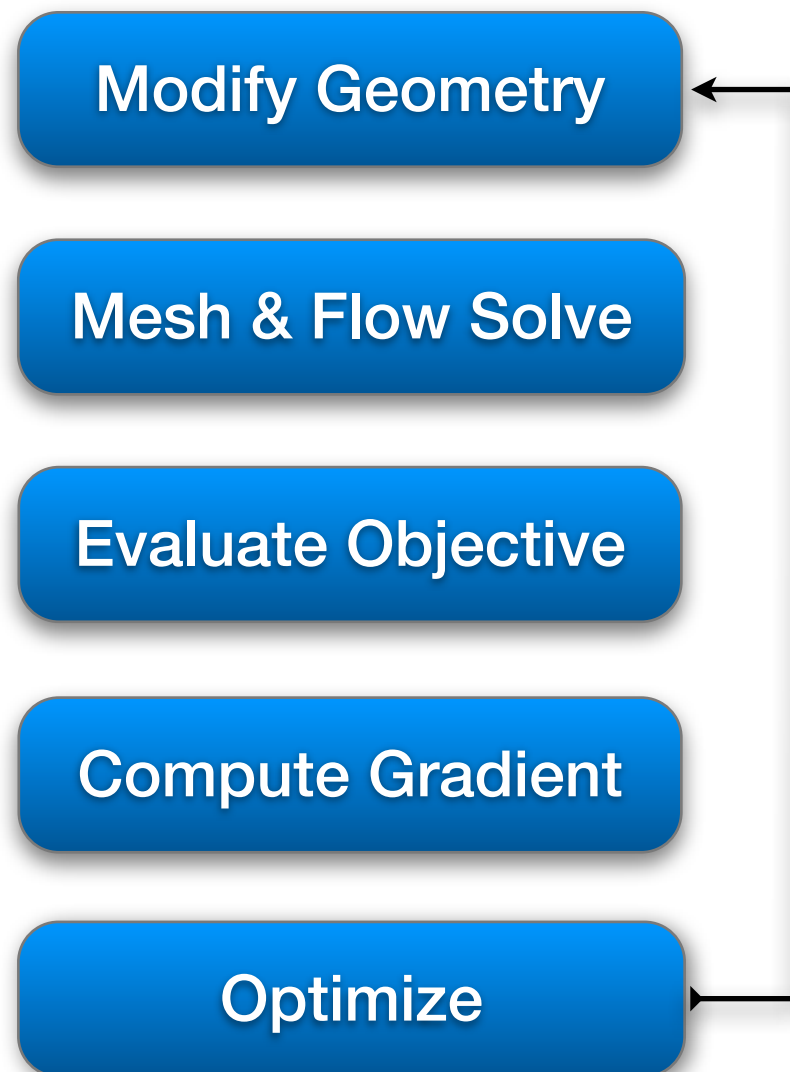 Modify Geometry
Mesh & Flow Solve
Evaluate Objective
Compute Gradient
Optimize